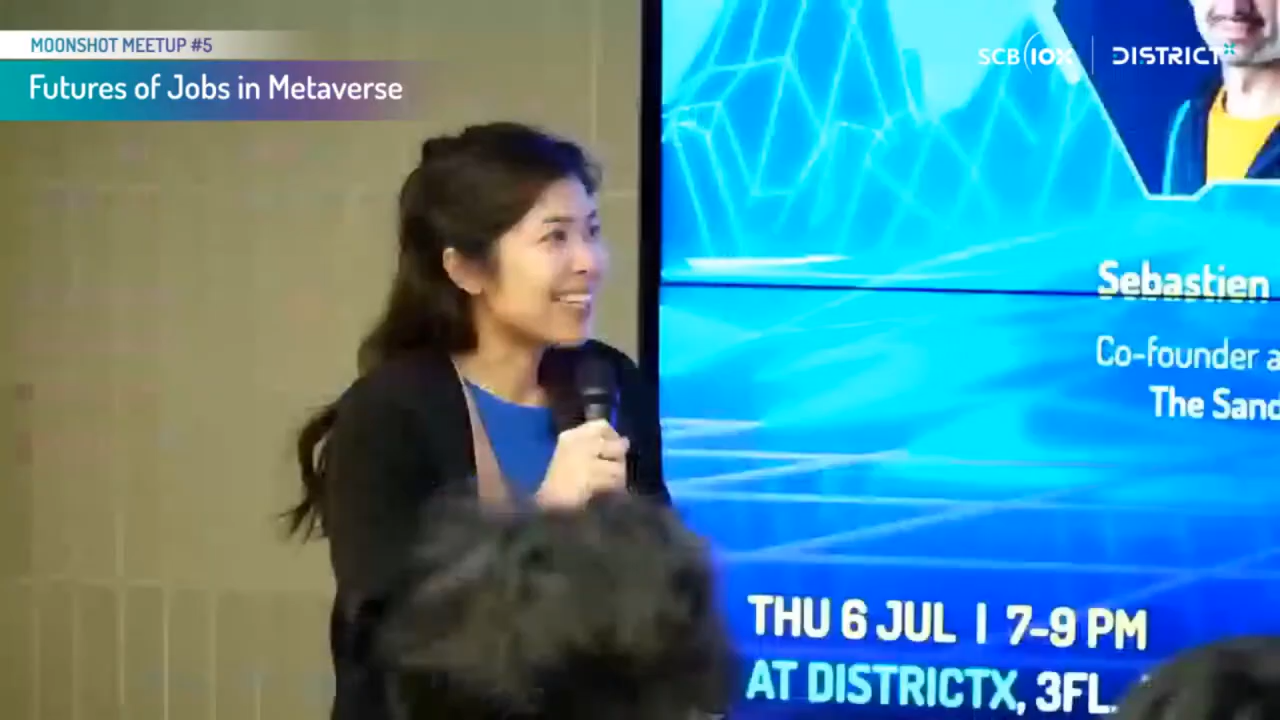 MOONSHOT MEETUP #5
Futures of Jobs in Metaverse
SCB 10X | DISTRICTX
Sebastien
Co-founder a
The Sand
THU 6 JUL | 7-9 PM
AT DISTRICTX, 3FL.